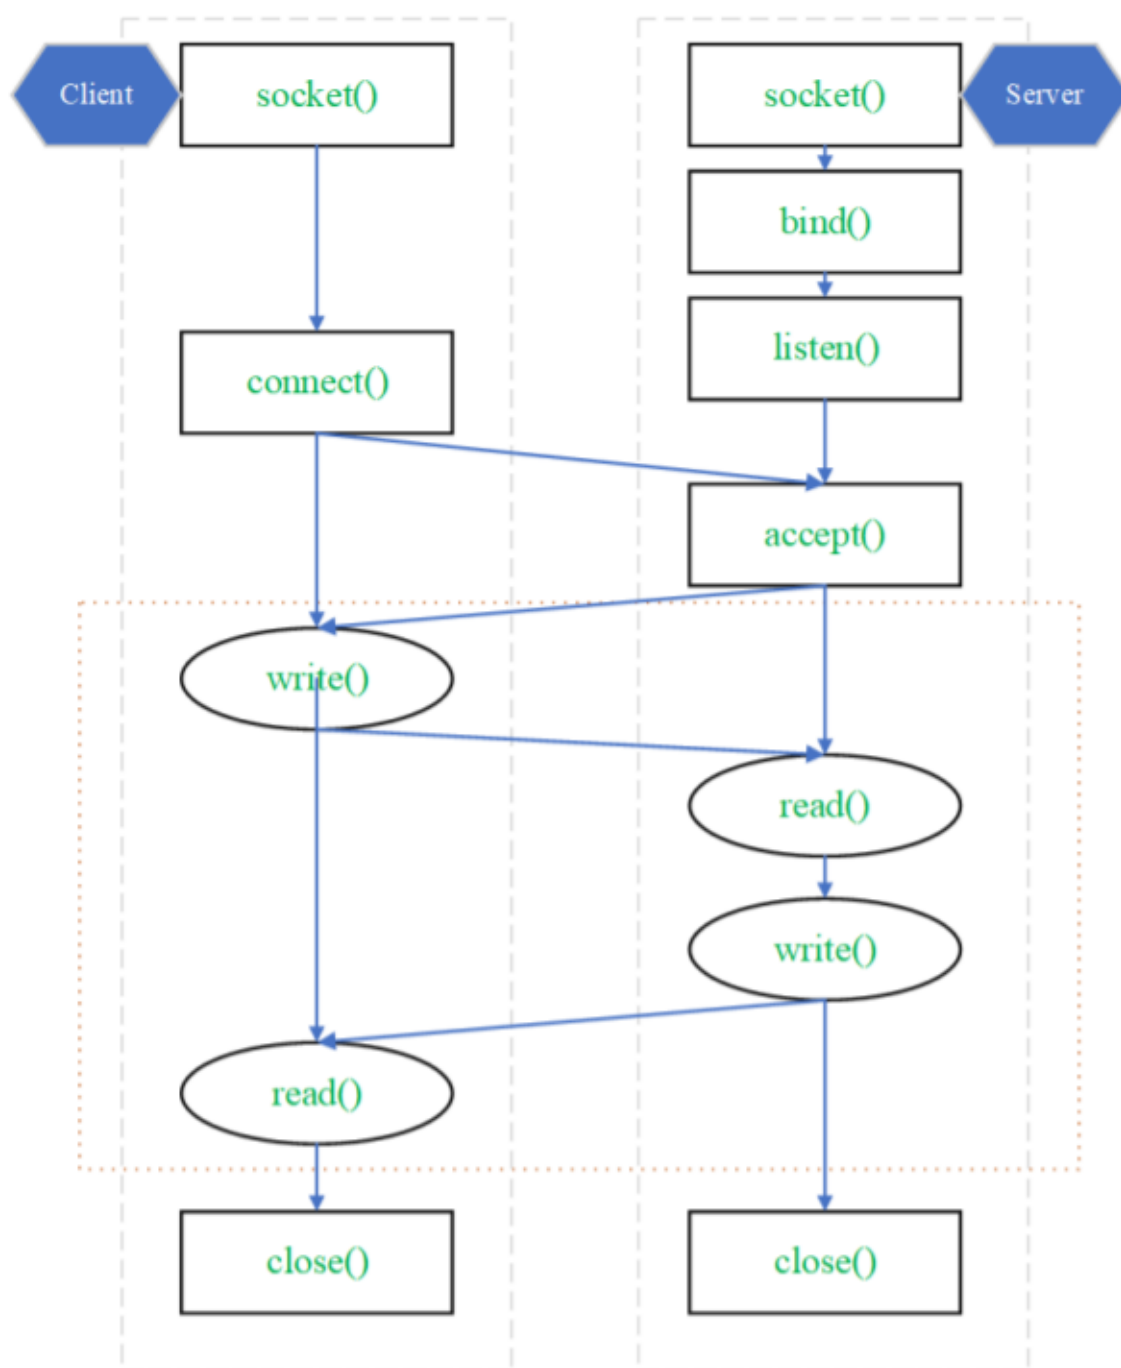 Client
socket()
socket()
Server
bind()
listen()
connect()
accept()
write()
read()
write()
read()
close()
close()